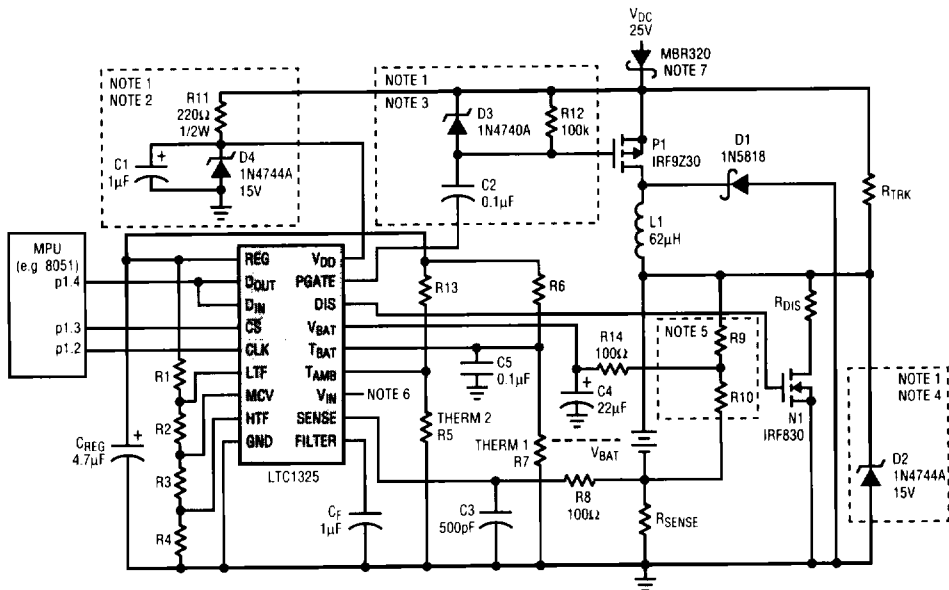 VDC
25V
MBR320
NOTE 7
NOTE 1
NOTE 2
R11
220Ω
1/2W
D4
1N4744A
15V
C1
1µF
+
NOTE 1
NOTE 3
D3
1N4740A
R12
100k
C2
0.1µF
P1
IRF9Z30
D1
1N5818
RTRK
L1
62µH
MPU
(e.g 8051)
p1.4
p1.3
p1.2
REG
DOUT
DIN
CS
CLK
LTF
MCV
HTF
GND
VDD
PGATE
DIS
VBAT
TBAT
TAMB
VIN
SENSE
FILTER
LTC1325
NOTE 6
R13
R6
C5
0.1µF
R14
100Ω
+
C4
22µF
NOTE 5
R9
R10
RDIS
N1
IRF830
NOTE 1
NOTE 4
D2
1N4744A
15V
R1
R2
R3
R4
CREG
4.7µF
+
THERM 2
R5
THERM 1
R7
VBAT
CF
1µF
C3
500pF
R8
100Ω
RSENSE